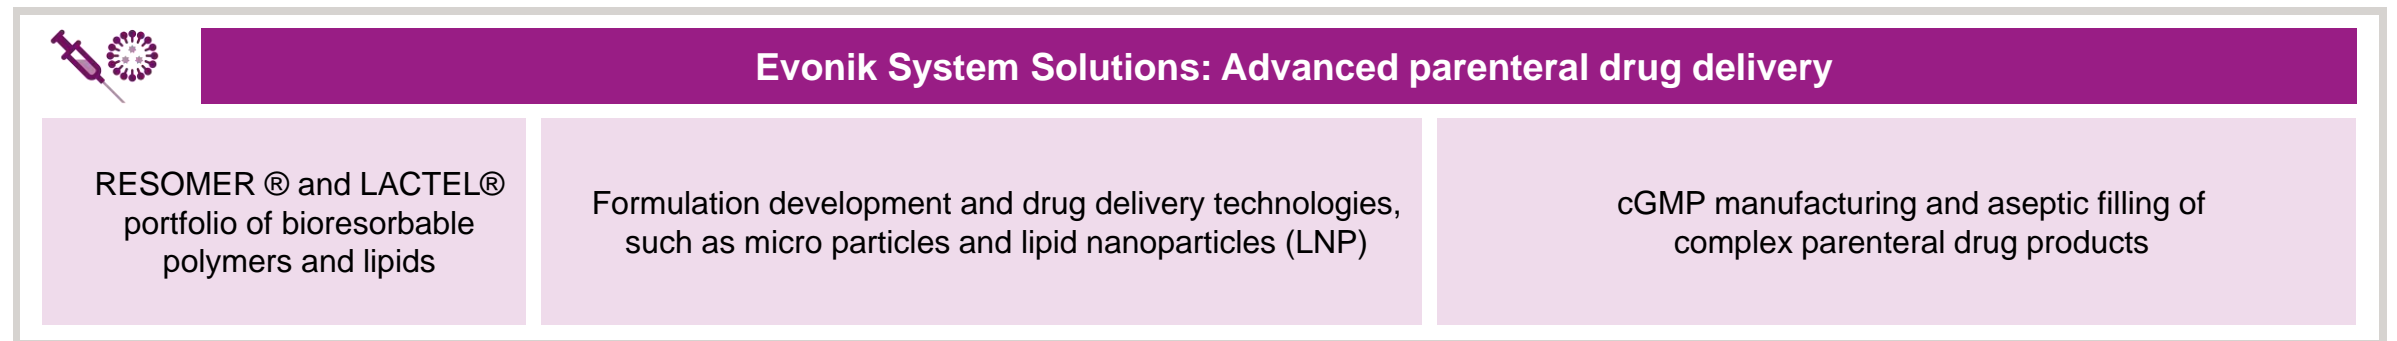 Evonik System Solutions: Advanced parenteral drug delivery
RESOMER ® and LACTEL®
portfolio of bioresorbable
polymers and lipids
Formulation development and drug delivery technologies,
such as micro particles and lipid nanoparticles (LNP)
cGMP manufacturing and aseptic filling of
complex parenteral drug products